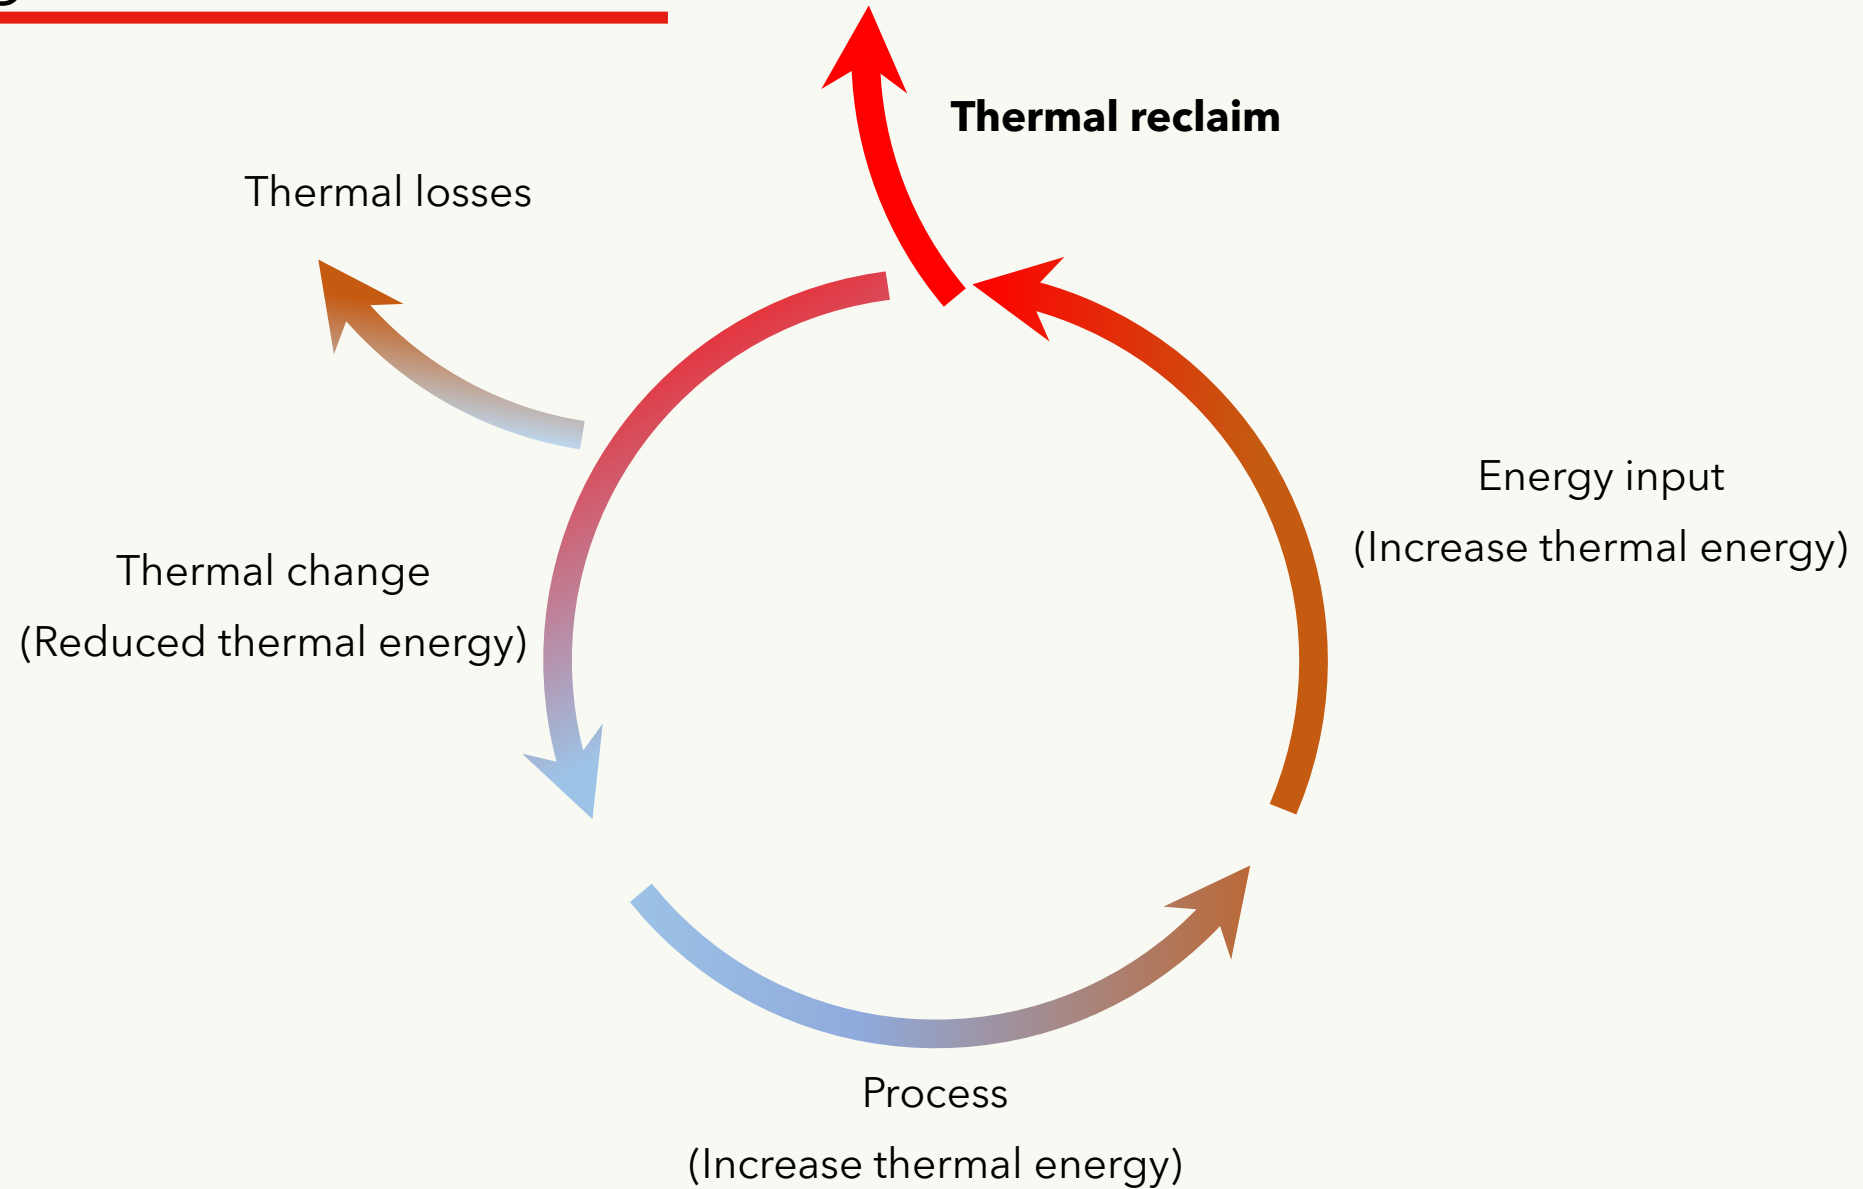 Thermal reclaim
Thermal losses
Energy input
(Increase thermal energy)
Thermal change
(Reduced thermal energy)
Process
(Increase thermal energy)